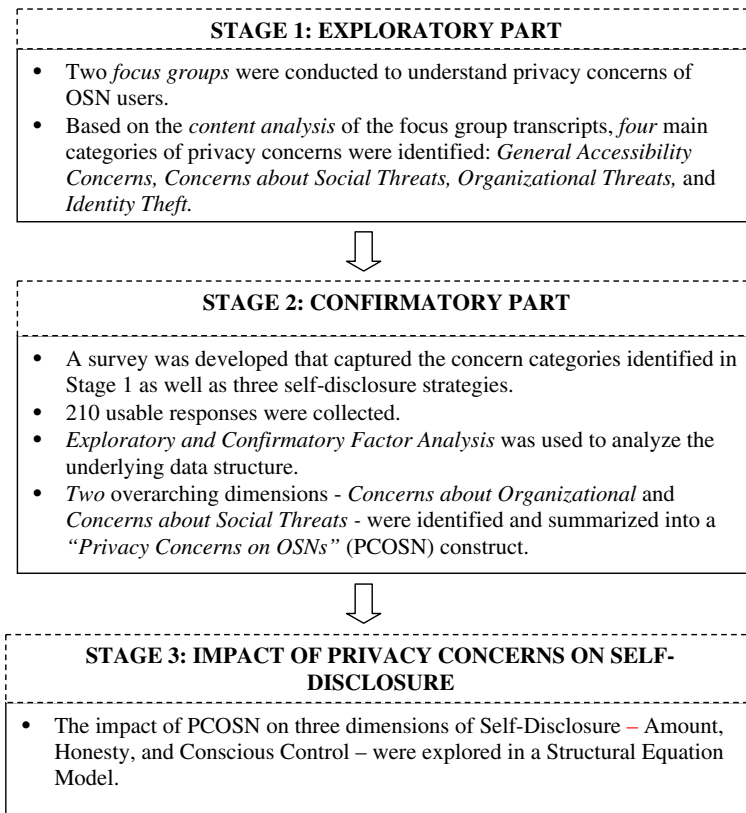 STAGE 1: EXPLORATORY PART
• Two focus groups were conducted to understand privacy concerns of
OSN users.
• Based on the content analysis of the focus group transcripts, four main
categories of privacy concerns were identified: General Accessibility
Concerns, Concerns about Social Threats, Organizational Threats, and
Identity Theft.
STAGE 2: CONFIRMATORY PART
• A survey was developed that captured the concern categories identified in
Stage 1 as well as three self-disclosure strategies.
• 210 usable responses were collected.
• Exploratory and Confirmatory Factor Analysis was used to analyze the
underlying data structure.
• Two overarching dimensions - Concerns about Organizational and
Concerns about Social Threats - were identified and summarized into a
“Privacy Concerns on OSNs” (PCOSN) construct.
STAGE 3: IMPACT OF PRIVACY CONCERNS ON SELF-
DISCLOSURE
• The impact of PCOSN on three dimensions of Self-Disclosure – Amount,
Honesty, and Conscious Control – were explored in a Structural Equation
Model.